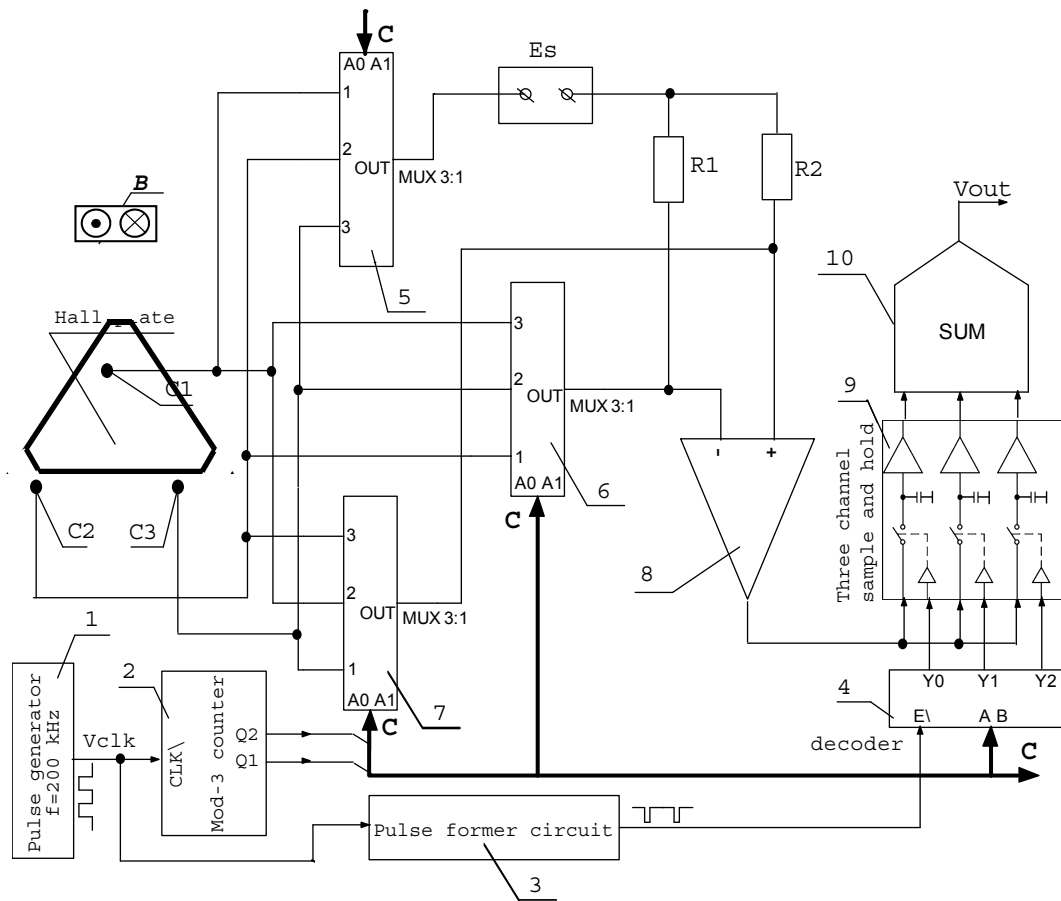 C
A0 A1
1
2
OUT
MUX 3:1
3
5
Es
R1
R2
B
Vout
10
SUM
Hall plate
C1
3
2
OUT
MUX 3:1
1
A0 A1
6
C
- +
8
9
Three channel
sample and hold
C2
C3
3
2
OUT
MUX 3:1
1
A0 A1
7
C
1
Pulse generator
f=200 kHz
Vclk
2
CLK\
Mod-3 counter
Q2
Q1
Y0 Y1 Y2
4
E\ A B
decoder
C
Pulse former circuit
3